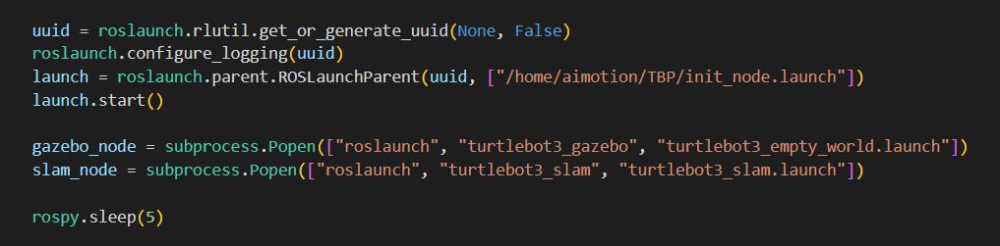 uuid = roslaunch.rlutil.get_or_generate_uuid(None, False)
roslaunch.configure_logging(uuid)
launch = roslaunch.parent.ROSLaunchParent(uuid, ["/home/aimotion/TBP/init_node.launch"])
launch.start()
gazebo_node = subprocess.Popen(["roslaunch", "turtlebot3_gazebo", "turtlebot3_empty_world.launch"])
slam_node = subprocess.Popen(["roslaunch", "turtlebot3_slam", "turtlebot3_slam.launch"])
rospy.sleep(5)